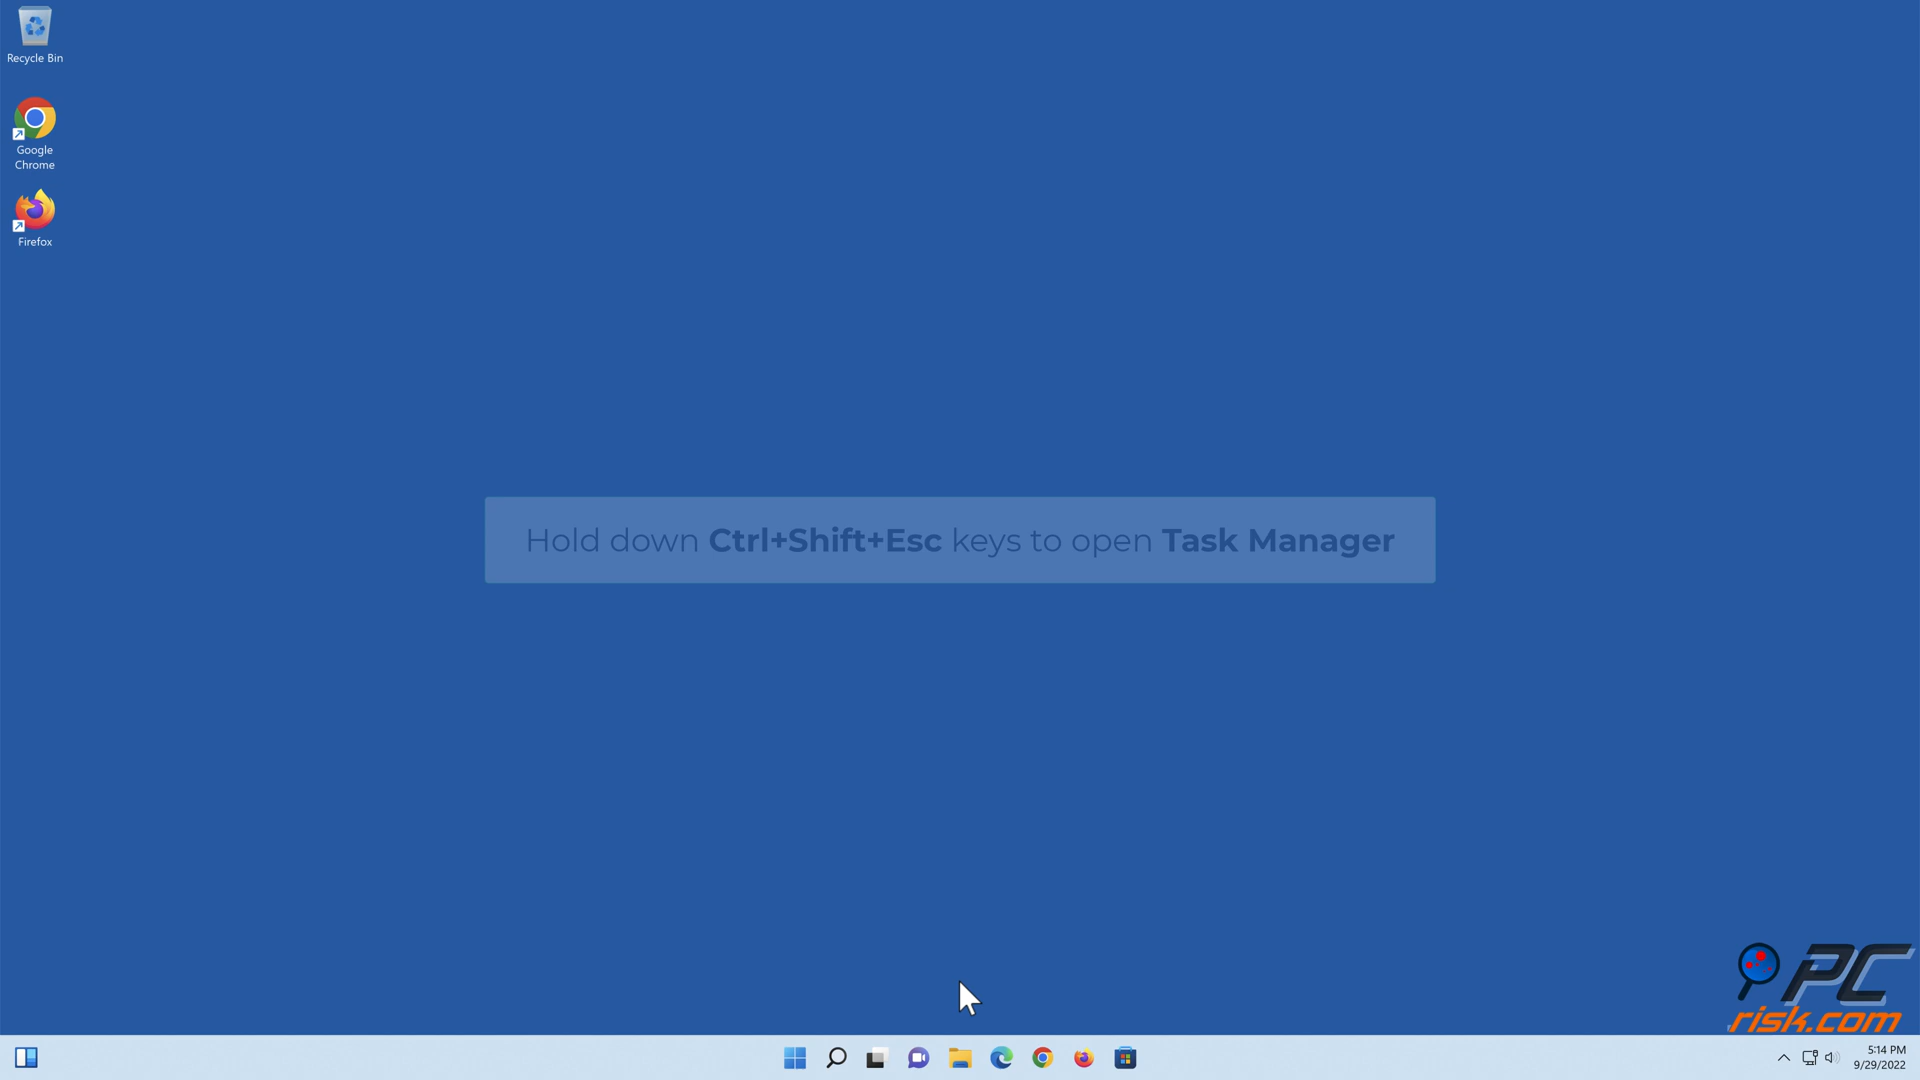 Recycle Bin
Google
Chrome
Firefox
Hold down Ctrl+Shift+Esc keys to open Task Manager
PC
risk.com
5:14 PM
9/29/2022